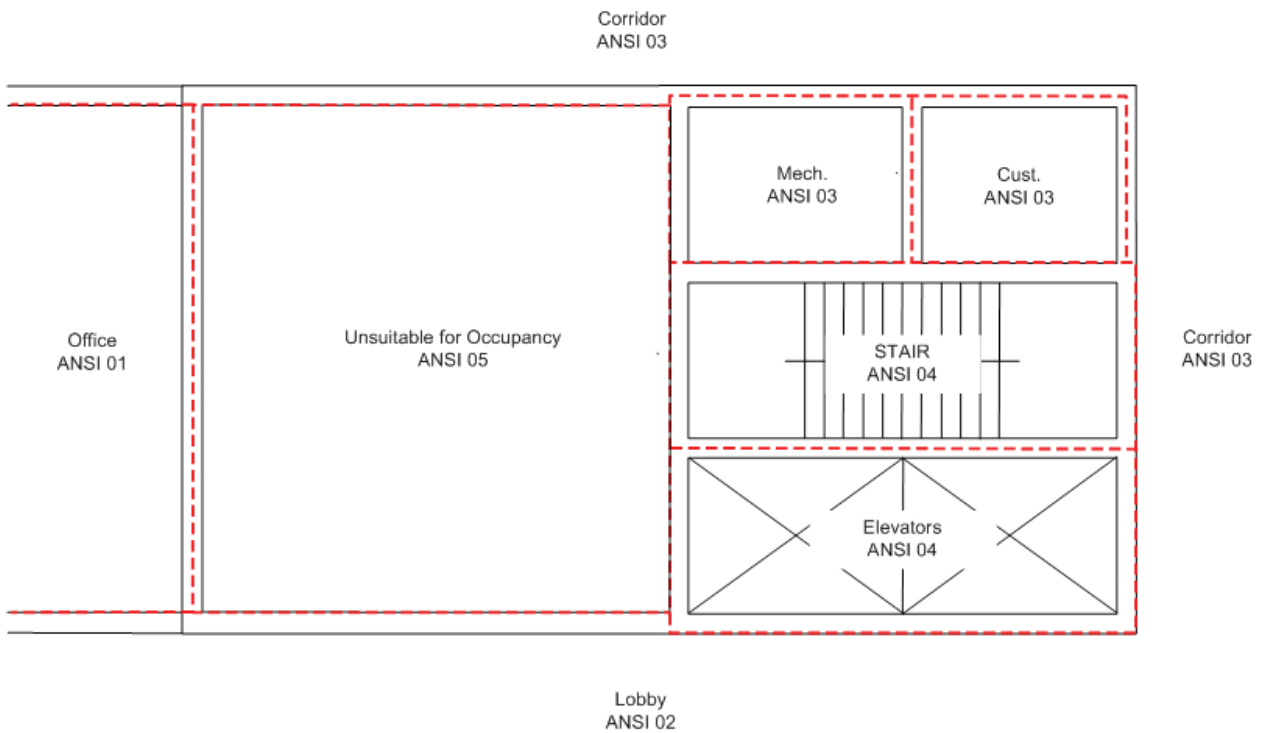 Corridor
ANSI 03
Mech.
ANSI 03
Cust.
ANSI 03
Office
ANSI 01
Unsuitable for Occupancy
ANSI 05
STAIR
ANSI 04
Corridor
ANSI 03
Elevators
ANSI 04
Lobby
ANSI 02